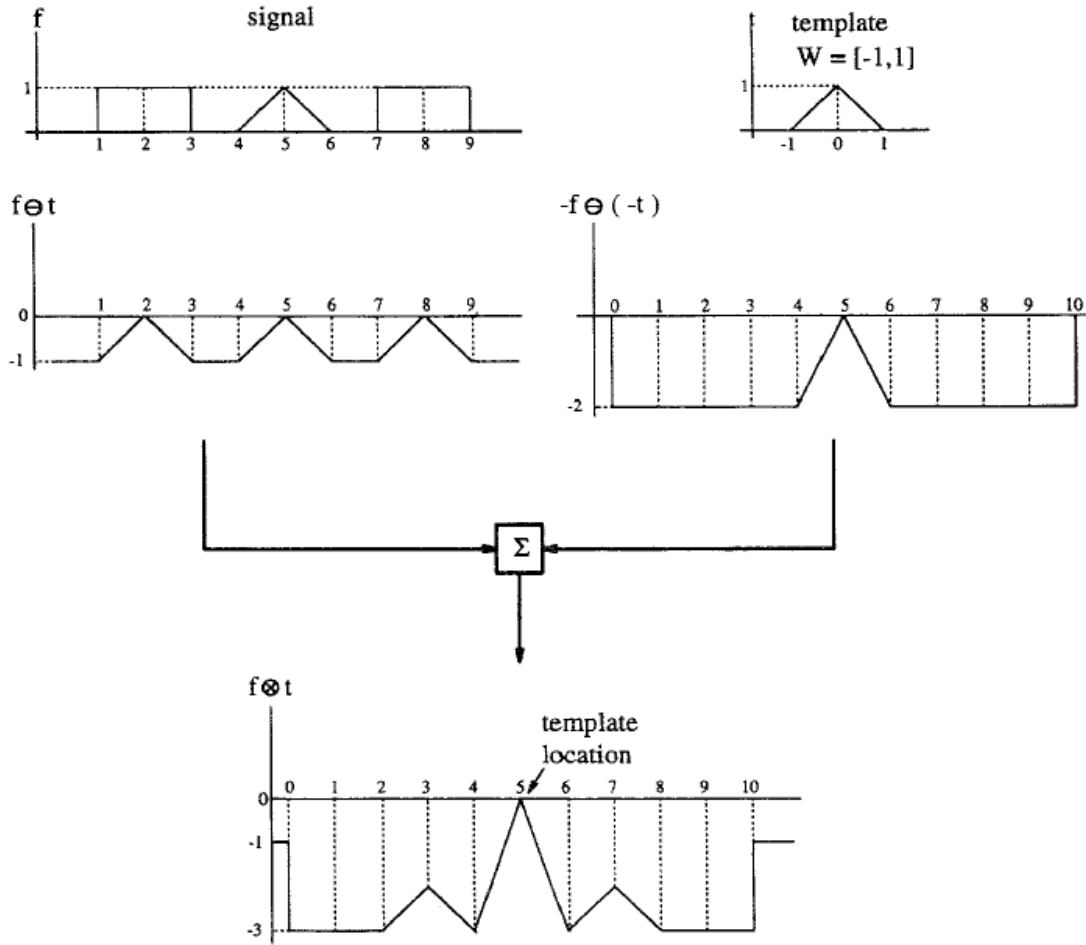 f
signal
1
1 2 3 4 5 6 7 8 9
t
template
W = [-1,1]
1
-1 0 1
f⊖t
1 2 3 4 5 6 7 8 9
0
-1
-f ⊖ ( -t )
0 1 2 3 4 5 6 7 8 9 10
-2
Σ
f⊗t
template
location
0 1 2 3 4 5 6 7 8 9 10
0
-1
-3